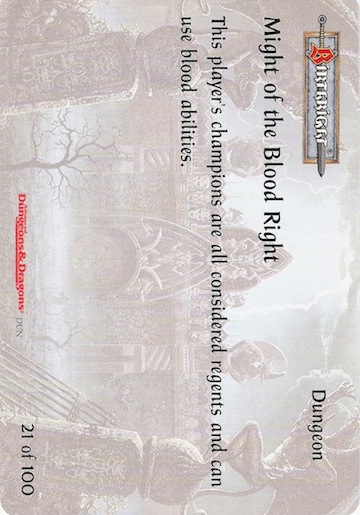 BIRTHRIGHT
Dungeon
Might of the Blood Right
This player's champions are all considered regents and can
use blood abilities.
Dungeons & Dragons® DUN
21 of 100